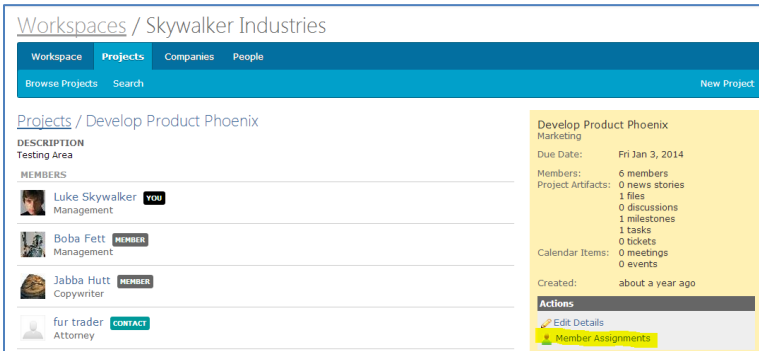 Workspaces / Skywalker Industries
Workspace Projects Companies People
Browse Projects Search New Project
Projects / Develop Product Phoenix
DESCRIPTION
Testing Area
MEMBERS
Luke Skywalker YOU
Management
Boba Fett MEMBER
Management
Jabba Hutt MEMBER
Copywriter
fur trader CONTACT
Attorney
Develop Product Phoenix
Marketing
Due Date: Fri Jan 3, 2014
Members: 6 members
Project Artifacts: 0 news stories
1 files
0 discussions
1 milestones
1 tasks
0 tickets
Calendar Items: 0 meetings
0 events
Created: about a year ago
Actions
Edit Details
Member Assignments